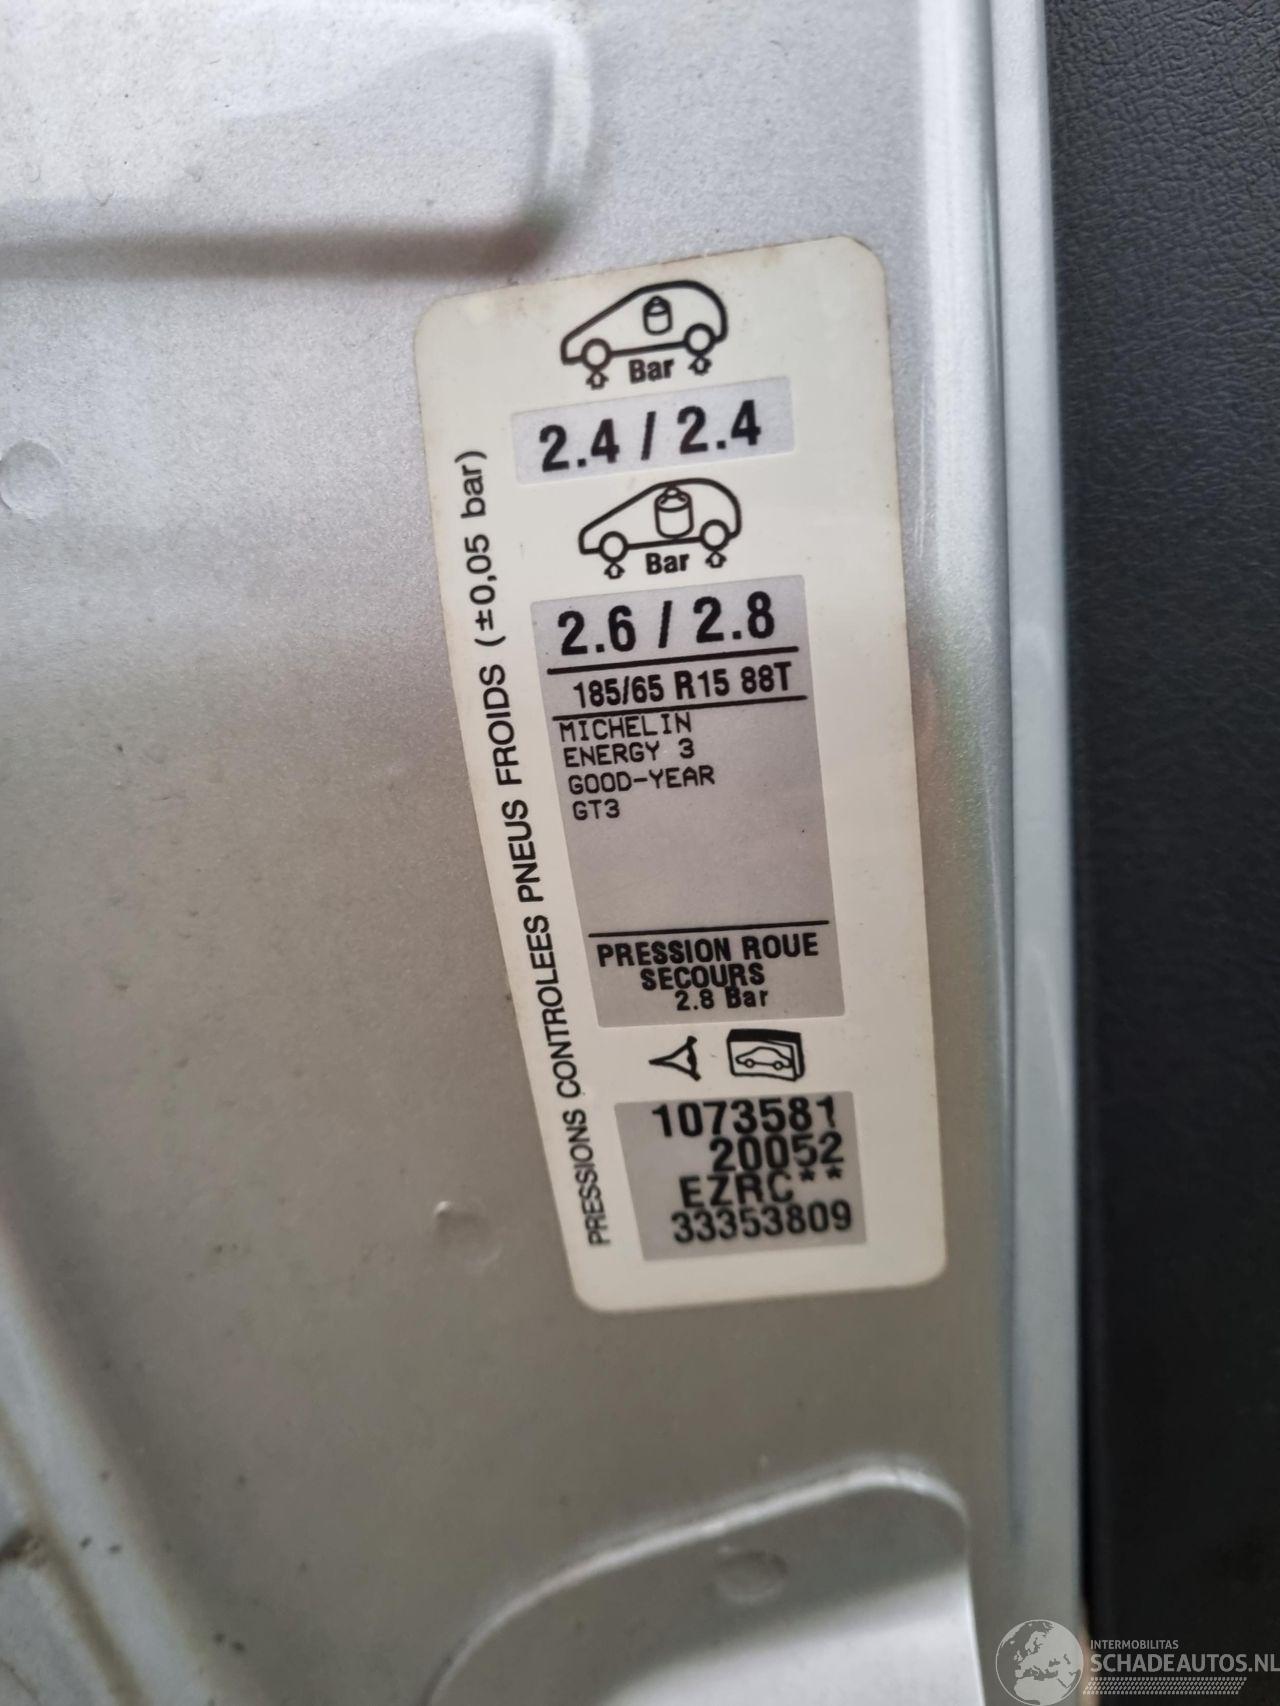 Bar
2.4 / 2.4
Bar
2.6 / 2.8
185/65 R15 88T
MICHELIN
ENERGY 3
GOOD-YEAR
GT3
PRESSION ROUE
SECOURS
2.8 Bar
1073581
20052
EZRC**
33353809
PRESSIONS CONTROLEES PNEUS FROIDS (±0,05 bar)
INTERMOBILITAS
SCHADEAUTOS.NL